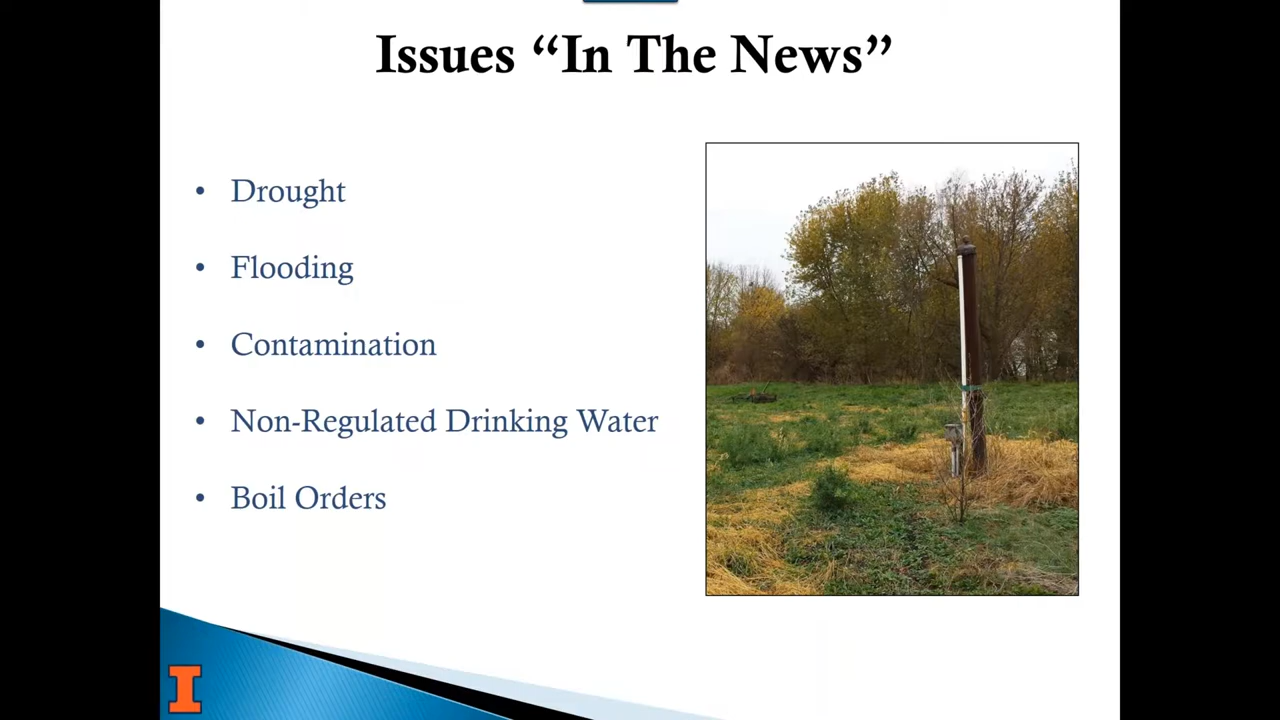 Issues “In The News”
• Drought
• Flooding
• Contamination
• Non-Regulated Drinking Water
• Boil Orders
I